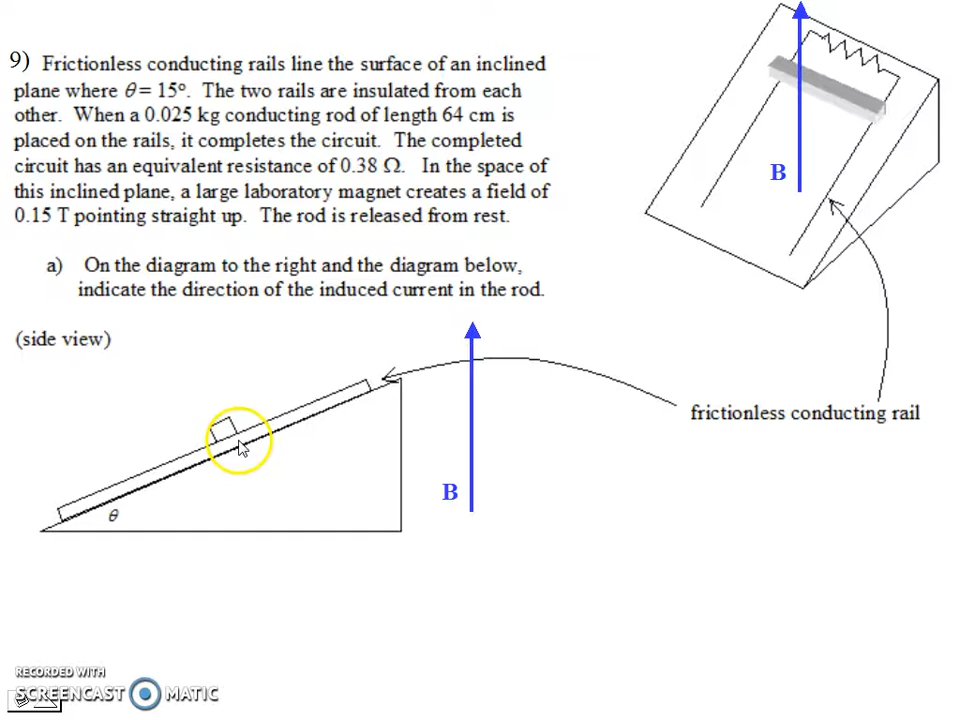 9) Frictionless conducting rails line the surface of an inclined
plane where θ = 15°. The two rails are insulated from each
other. When a 0.025 kg conducting rod of length 64 cm is
placed on the rails, it completes the circuit. The completed
circuit has an equivalent resistance of 0.38 Ω. In the space of
this inclined plane, a large laboratory magnet creates a field of
0.15 T pointing straight up. The rod is released from rest.
B
a) On the diagram to the right and the diagram below,
indicate the direction of the induced current in the rod.
(side view)
frictionless conducting rail
B
θ
RECORDED WITH
SCREENCAST MATIC